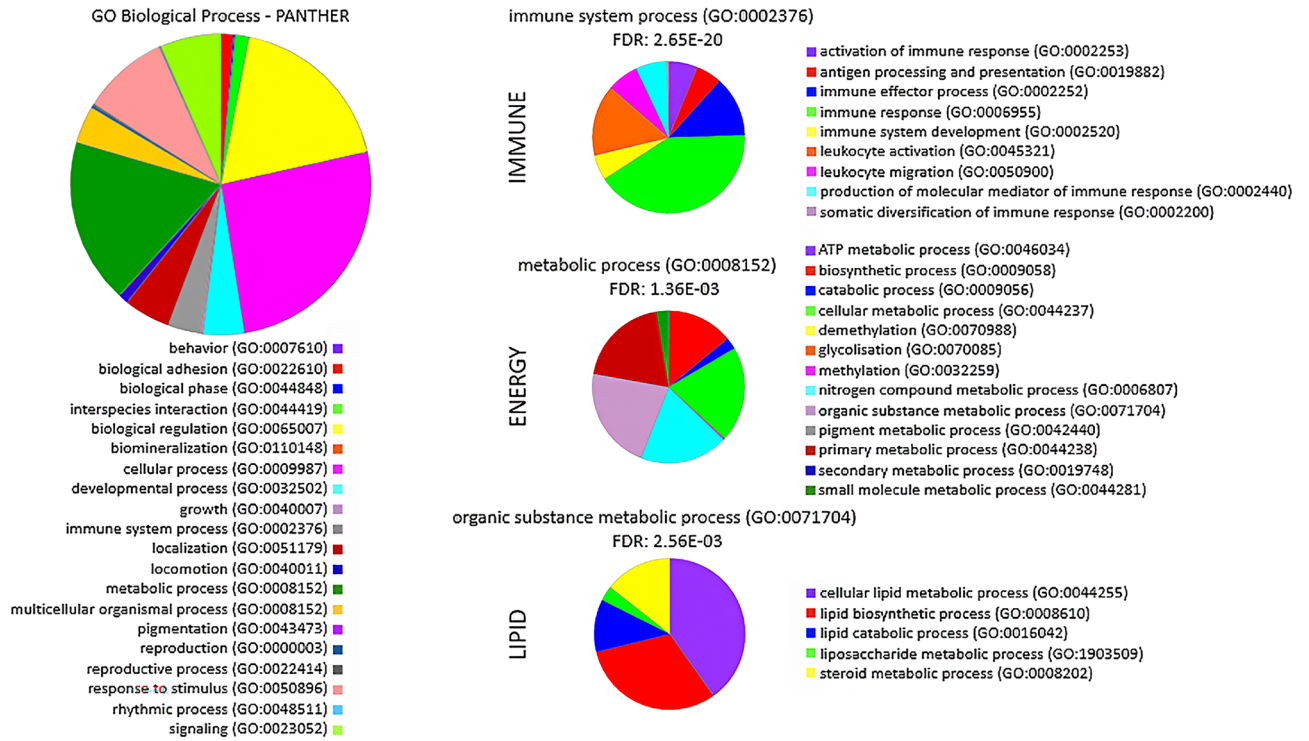 GO Biological Process - PANTHER
behavior (GO:0007610)
biological adhesion (GO:0022610)
biological phase (GO:0044848)
interspecies interaction (GO:0044419)
biological regulation (GO:0065007)
biomineralization (GO:0110148)
cellular process (GO:0009987)
developmental process (GO:0032502)
growth (GO:0040007)
immune system process (GO:0002376)
localization (GO:0051179)
locomotion (GO:0040011)
metabolic process (GO:0008152)
multicellular organismal process (GO:0008152)
pigmentation (GO:0043473)
reproduction (GO:0000003)
reproductive process (GO:0022414)
response to stimulus (GO:0050896)
rhythmic process (GO:0048511)
signaling (GO:0023052)
immune system process (GO:0002376)
FDR: 2.65E-20
IMMUNE
activation of immune response (GO:0002253)
antigen processing and presentation (GO:0019882)
immune effector process (GO:0002252)
immune response (GO:0006955)
immune system development (GO:0002520)
leukocyte activation (GO:0045321)
leukocyte migration (GO:0050900)
production of molecular mediator of immune response (GO:0002440)
somatic diversification of immune response (GO:0002200)
metabolic process (GO:0008152)
FDR: 1.36E-03
ENERGY
ATP metabolic process (GO:0046034)
biosynthetic process (GO:0009058)
catabolic process (GO:0009056)
cellular metabolic process (GO:0044237)
demethylation (GO:0070988)
glycolisation (GO:0070085)
methylation (GO:0032259)
nitrogen compound metabolic process (GO:0006807)
organic substance metabolic process (GO:0071704)
pigment metabolic process (GO:0042440)
primary metabolic process (GO:0044238)
secondary metabolic process (GO:0019748)
small molecule metabolic process (GO:0044281)
organic substance metabolic process (GO:0071704)
FDR: 2.56E-03
LIPID
cellular lipid metabolic process (GO:0044255)
lipid biosynthetic process (GO:0008610)
lipid catabolic process (GO:0016042)
liposaccharide metabolic process (GO:1903509)
steroid metabolic process (GO:0008202)